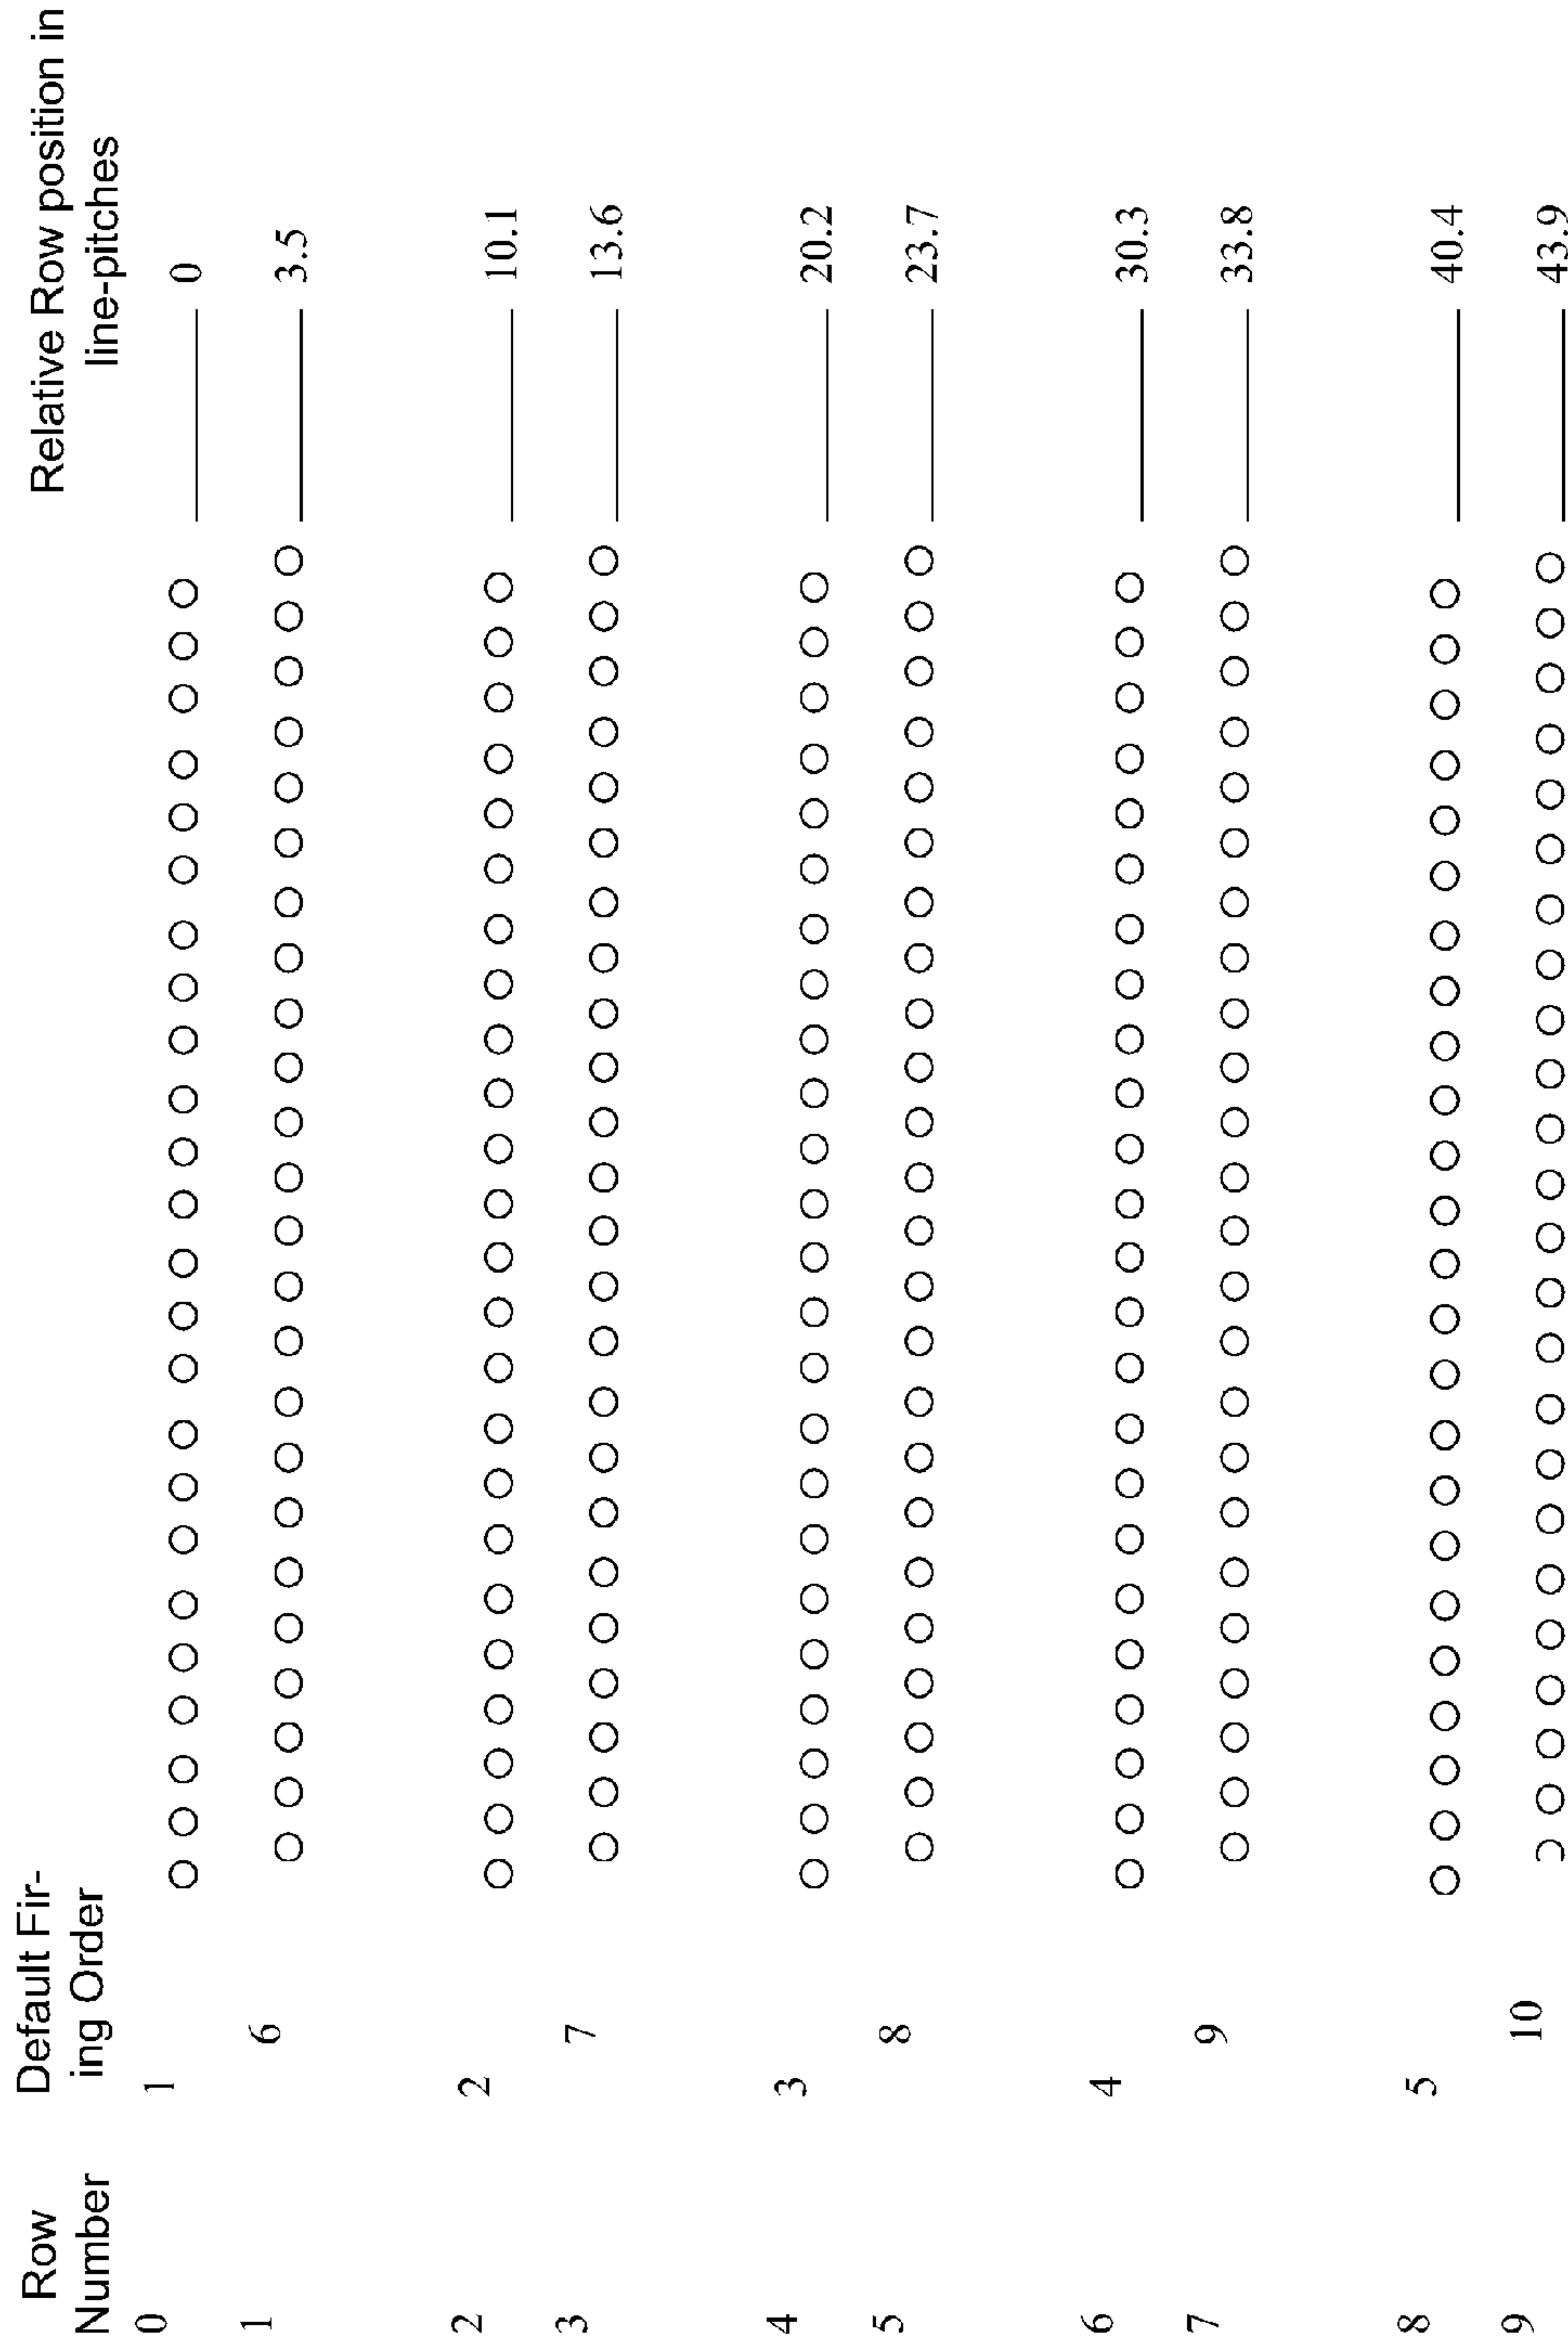 Row Number Default Fir-ing Order Relative Row position in line-pitches
0 1 0
1 6 3.5
2 2 10.1
3 7 13.6
4 3 20.2
5 8 23.7
6 4 30.3
7 9 33.8
8 5 40.4
9 10 43.9